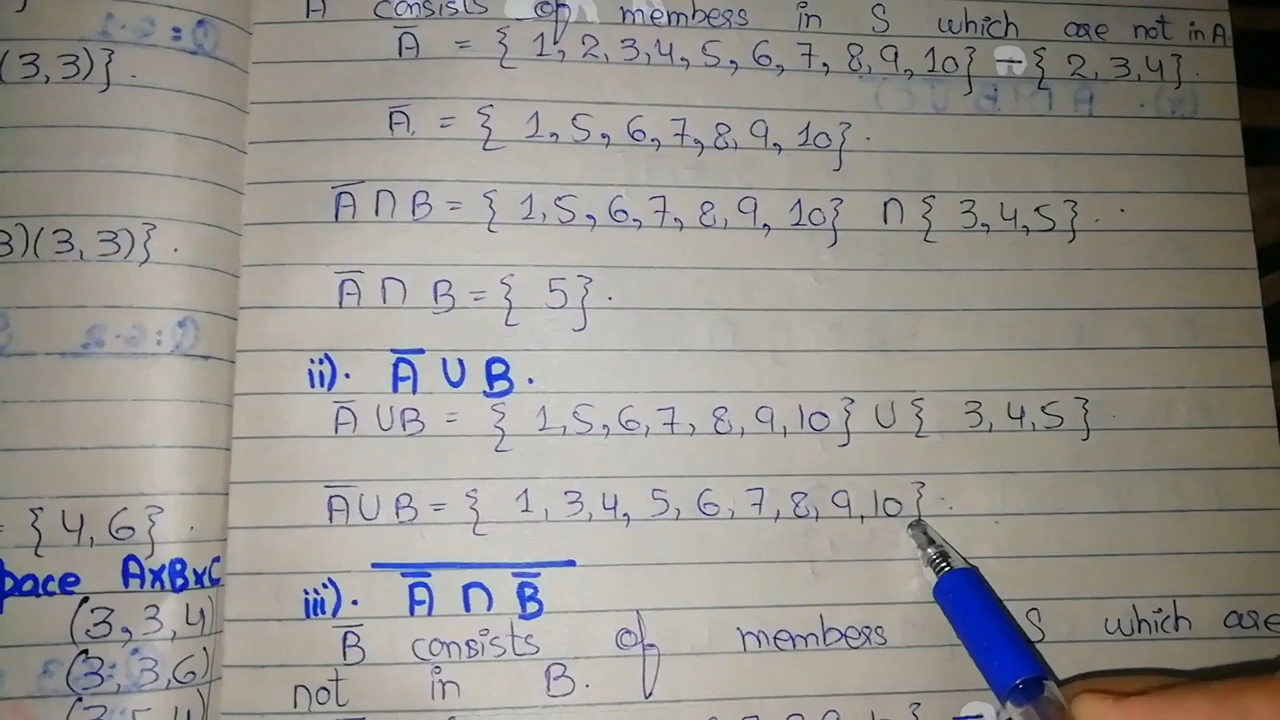 A consists of members in S which are not in A
A̅ = { 1, 2, 3, 4, 5, 6, 7, 8, 9, 10} - { 2, 3, 4}.
A̅ = { 1, 5, 6, 7, 8, 9, 10}.
A̅ ∩ B = { 1, 5, 6, 7, 8, 9, 10} ∩ { 3, 4, 5}.
A̅ ∩ B = { 5}.
ii). A̅ ∪ B.
A̅ ∪ B = { 1, 5, 6, 7, 8, 9, 10} ∪ { 3, 4, 5}.
A̅ ∪ B = { 1, 3, 4, 5, 6, 7, 8, 9, 10}.
iii). \overline{A̅ ∩ B̅}
B̅ consists of members S which are
not in B.
(3,3)}.
3)(3,3)}.
= {4,6}.
pace AxBxC
(3,3,4)
(3,3,6)